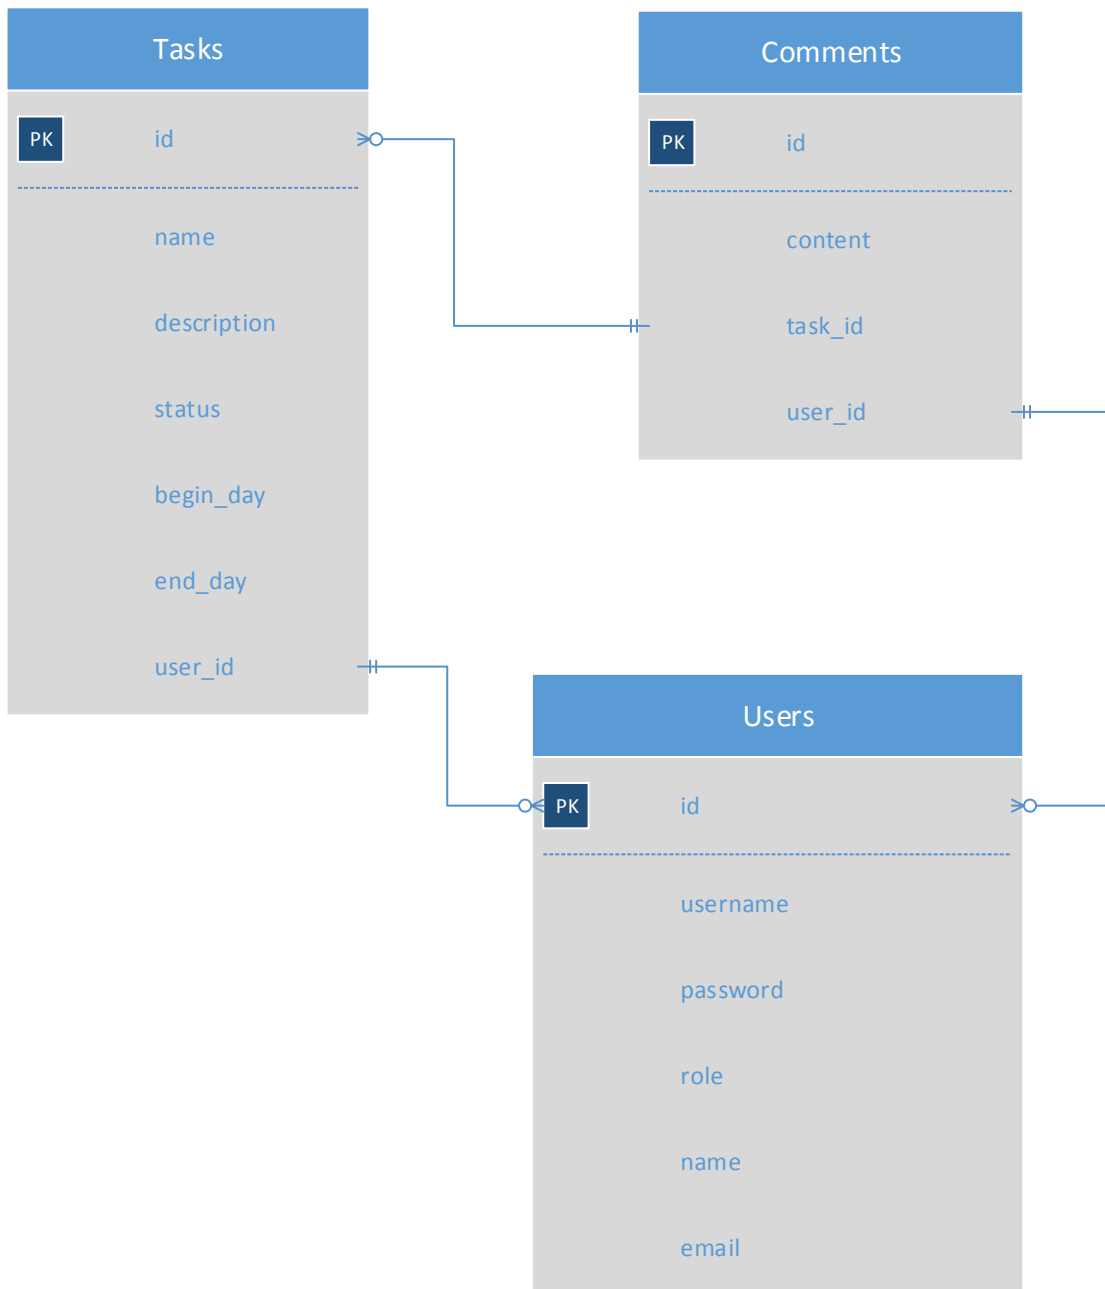 Tasks
PK id
name
description
status
begin_day
end_day
user_id
Comments
PK id
content
task_id
user_id
Users
PK id
username
password
role
name
email